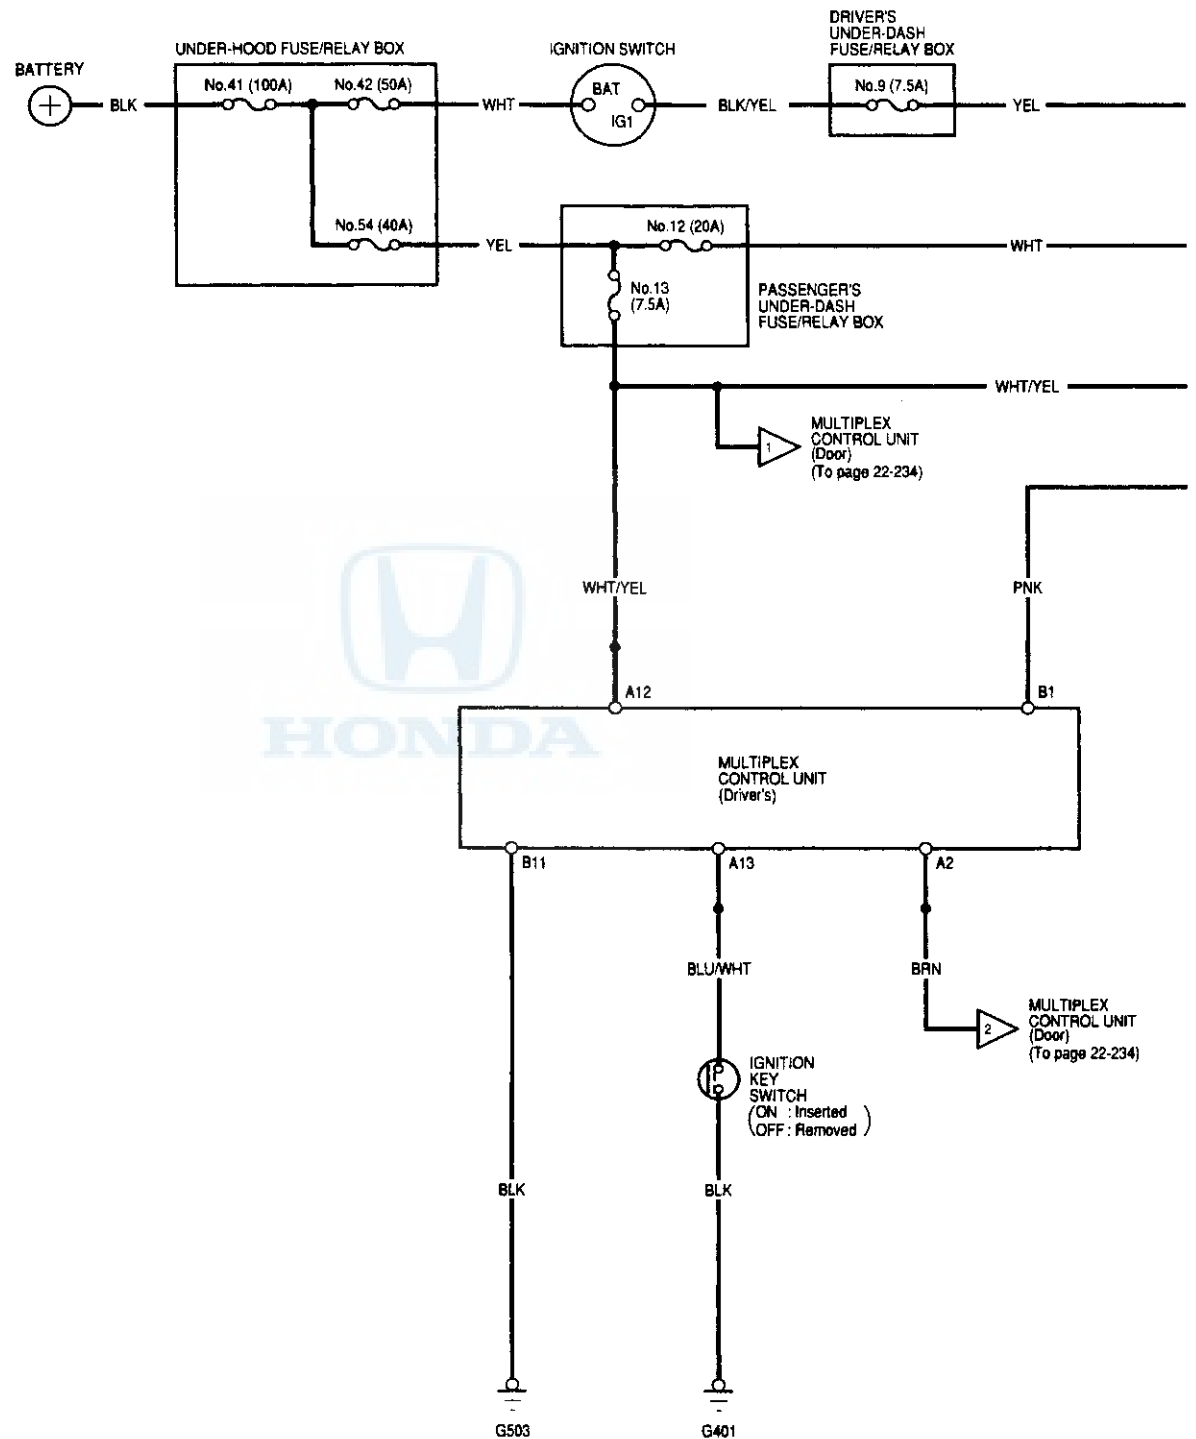 DRIVER'S
UNDER-DASH
FUSE/RELAY BOX
UNDER-HOOD FUSE/RELAY BOX
IGNITION SWITCH
BATTERY
No.41 (100A)
No.42 (50A)
BAT
No.9 (7.5A)
+
BLK
WHT
BLK/YEL
YEL
IG1
No.54 (40A)
No.12 (20A)
YEL
WHT
No.13
(7.5A)
PASSENGER'S
UNDER-DASH
FUSE/RELAY BOX
WHT/YEL
1
MULTIPLEX
CONTROL UNIT
(Door)
(To page 22-234)
WHT/YEL
PNK
A12
B1
HONDA
MULTIPLEX
CONTROL UNIT
(Driver's)
B11
A13
A2
BLU/WHT
BRN
2
MULTIPLEX
CONTROL UNIT
(Door)
(To page 22-234)
IGNITION
KEY
SWITCH
(ON : Inserted
OFF : Removed)
BLK
BLK
G503
G401